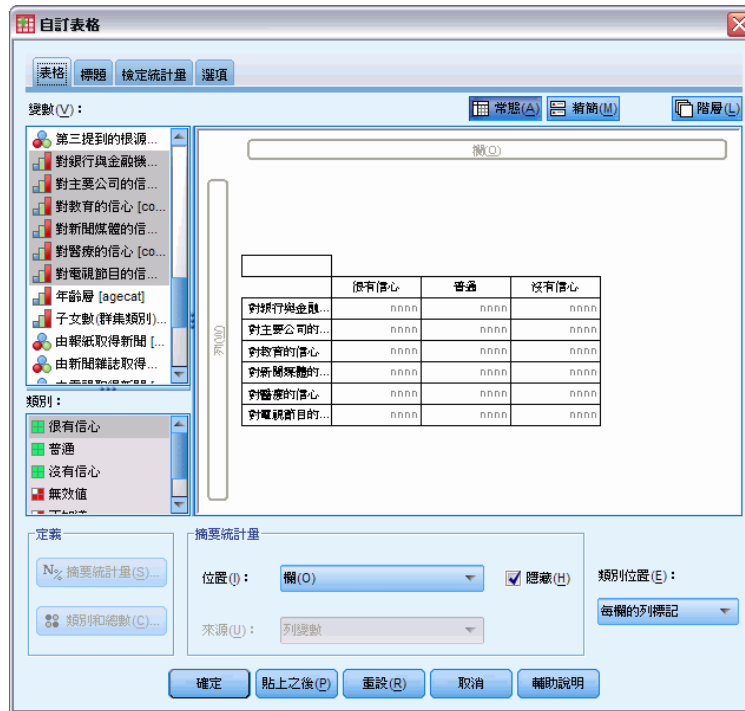 自訂表格
表格 標題 檢定統計量 選項
變數(V)：
常態(A) 精簡(M) 階層(L)
第三提到的根源...
對銀行與金融機...
對主要公司的信...
對教育的信心 [co...
對新聞媒體的信...
對醫療的信心 [co...
對電視節目的信...
年齡層 [agecat]
子女數(群集類別)...
由報紙取得新聞 [...
由新聞雜誌取得...
類別：
很有信心
普通
沒有信心
無效值
欄(O)
列(W)
很有信心 普通 沒有信心
對銀行與金融... nnnn nnnn nnnn
對主要公司的... nnnn nnnn nnnn
對教育的信心 nnnn nnnn nnnn
對新聞媒體的... nnnn nnnn nnnn
對醫療的信心 nnnn nnnn nnnn
對電視節目的... nnnn nnnn nnnn
定義
N% 摘要統計量(S)...
類別和總數(C)...
摘要統計量
位置(I)： 欄(O) 隱藏(H)
來源(U)： 列變數
類別位置(E)：
每欄的列標記
確定 貼上之後(P) 重設(R) 取消 輔助說明